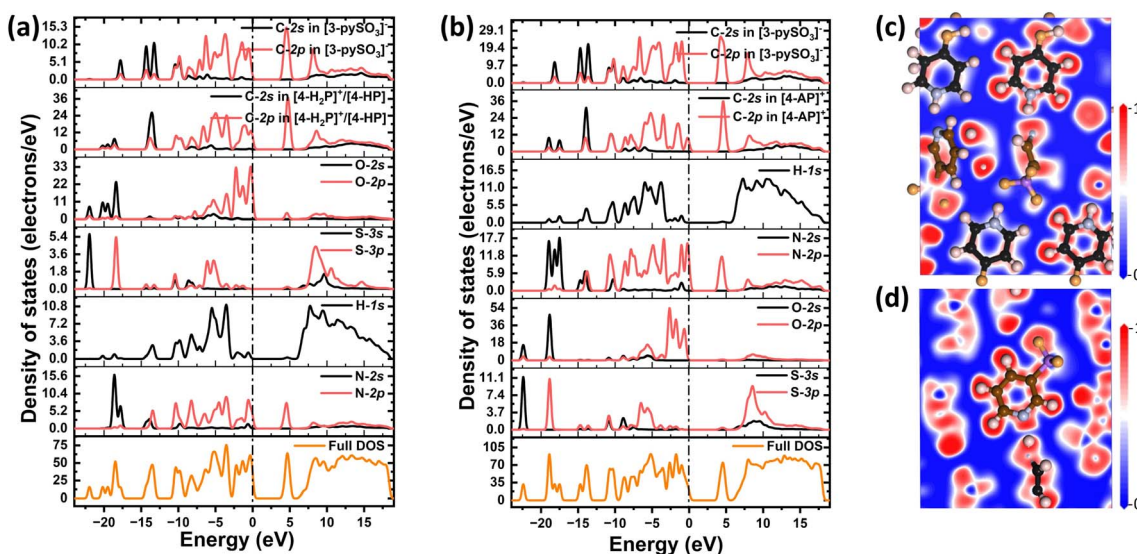 (a)
Density of states (electrons/eV)
15.3
10.2
5.1
0.0
C-2s in [3-pySO₃]⁻
C-2p in [3-pySO₃]⁻
36
24
12
0
C-2s in [4-H₂P]⁺/[4-HP]
C-2p in [4-H₂P]⁺/[4-HP]
33
22
11
0
O-2s
O-2p
5.4
3.6
1.8
0.0
S-3s
S-3p
10.8
7.2
3.6
0.0
H-1s
15.6
10.4
5.2
0.0
N-2s
N-2p
75
50
25
0
Full DOS
−20 −15 −10 −5 0 5 10 15
Energy (eV)
(b)
Density of states (electrons/eV)
29.1
19.4
9.7
0.0
C-2s in [3-pySO₃]⁻
C-2p in [3-pySO₃]⁻
36
24
12
0
C-2s in [4-AP]⁺
C-2p in [4-AP]⁺
13.5
9.0
4.5
0.0
H-1s
17.7
11.8
5.9
0.0
N-2s
N-2p
54
36
18
0
O-2s
O-2p
11.1
7.4
3.7
0.0
S-3s
S-3p
105
70
35
0
Full DOS
−20 −15 −10 −5 0 5 10 15
Energy (eV)
(c)
(d)